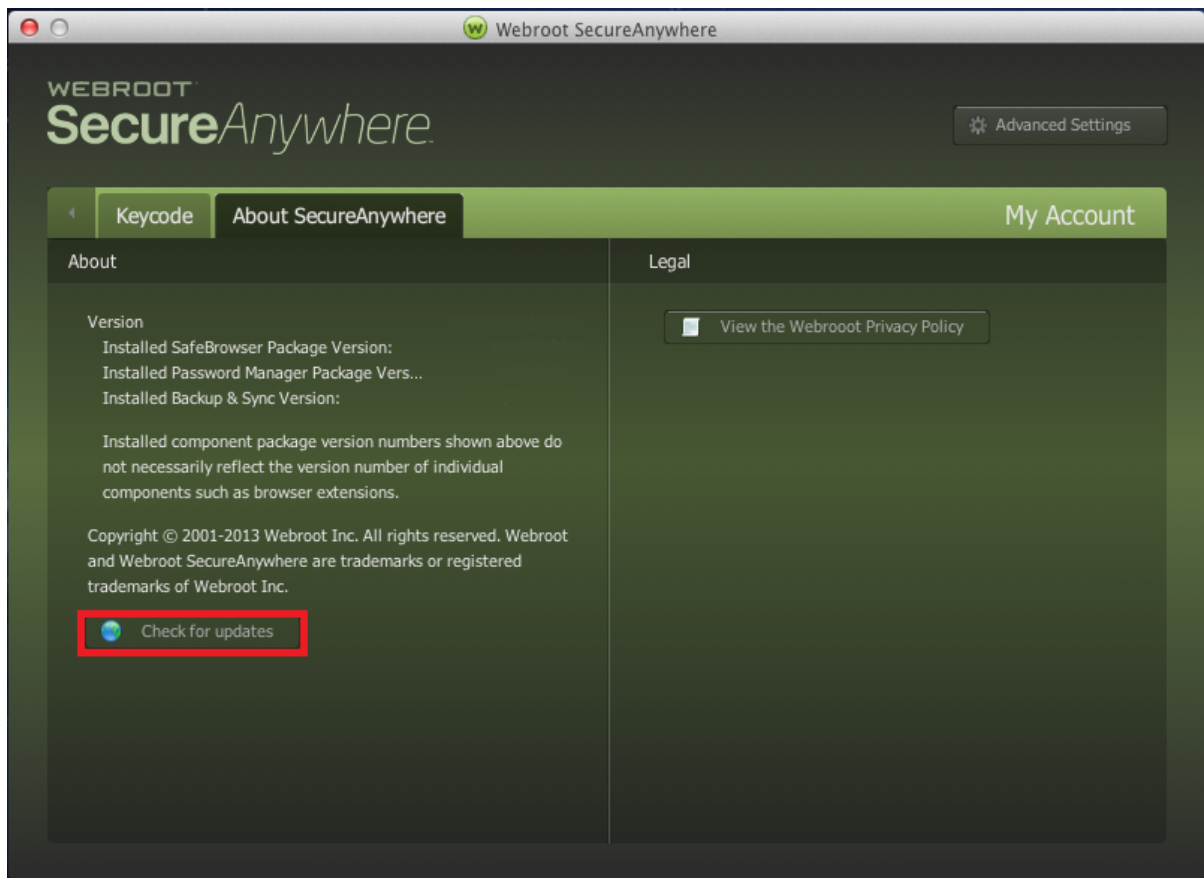 Webroot SecureAnywhere
WEBROOT
SecureAnywhere
Advanced Settings
Keycode
About SecureAnywhere
My Account
About
Legal
Version
Installed SafeBrowser Package Version:
Installed Password Manager Package Vers...
Installed Backup & Sync Version:
Installed component package version numbers shown above do
not necessarily reflect the version number of individual
components such as browser extensions.
Copyright © 2001-2013 Webroot Inc. All rights reserved. Webroot
and Webroot SecureAnywhere are trademarks or registered
trademarks of Webroot Inc.
Check for updates
View the Webrooot Privacy Policy